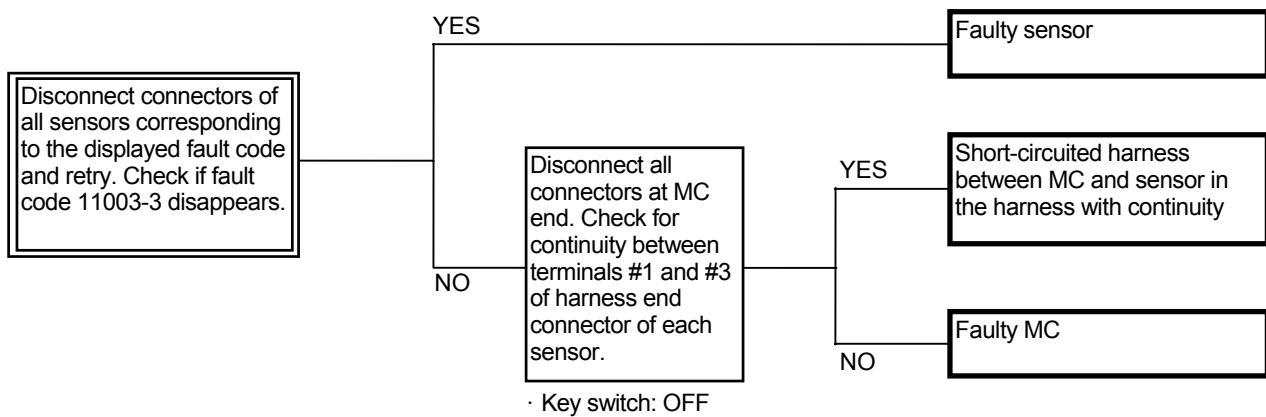 YES
Faulty sensor
Disconnect connectors of
all sensors corresponding
to the displayed fault code
and retry. Check if fault
code 11003-3 disappears.
NO
Disconnect all
connectors at MC
end. Check for
continuity between
terminals #1 and #3
of harness end
connector of each
sensor.
· Key switch: OFF
YES
Short-circuited harness
between MC and sensor in
the harness with continuity
NO
Faulty MC